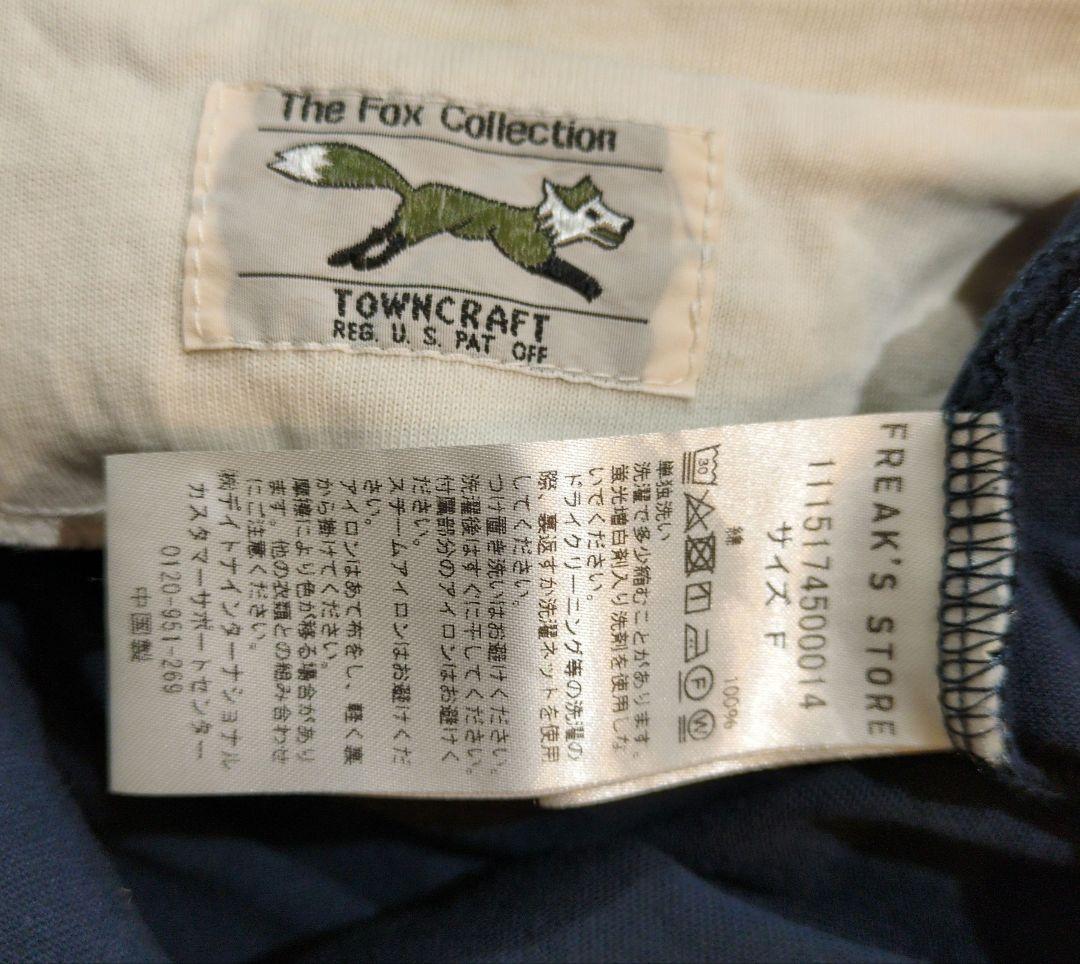 The Fox Collection
TOWNCRAFT
REG. U. S. PAT OFF
FREAK'S STORE
1115174500014
サイズ F
綿 100%
30
F W
単独洗い
洗濯で多少縮むことがあります。
蛍光増白剤入り洗剤を使用しな
いでください。
ドライクリーニング等の洗濯の
際、裏返すか洗濯ネットを使用
してください。
つけ置き洗いはお避けください。
洗濯後はすぐに干してください。
付属部分のアイロンはお避けく
ださい。
スチームアイロンはお避けくだ
さい。
アイロンはあて布をし、軽く裏
から掛けてください。
摩擦により色が移る場合があり
ます。他の衣類との組み合わせ
にご注意ください。
㈱デイトナインターナショナル
カスタマーサポートセンター
0120-951-269
中国製